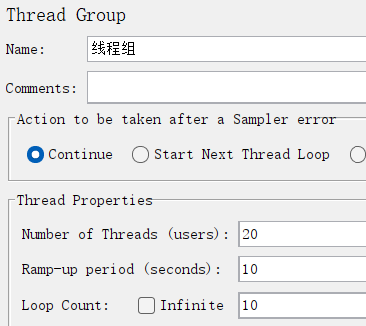 Thread Group
Name: 线程组
Comments:
Action to be taken after a Sampler error
Continue Start Next Thread Loop
Thread Properties
Number of Threads (users): 20
Ramp-up period (seconds): 10
Loop Count: Infinite 10